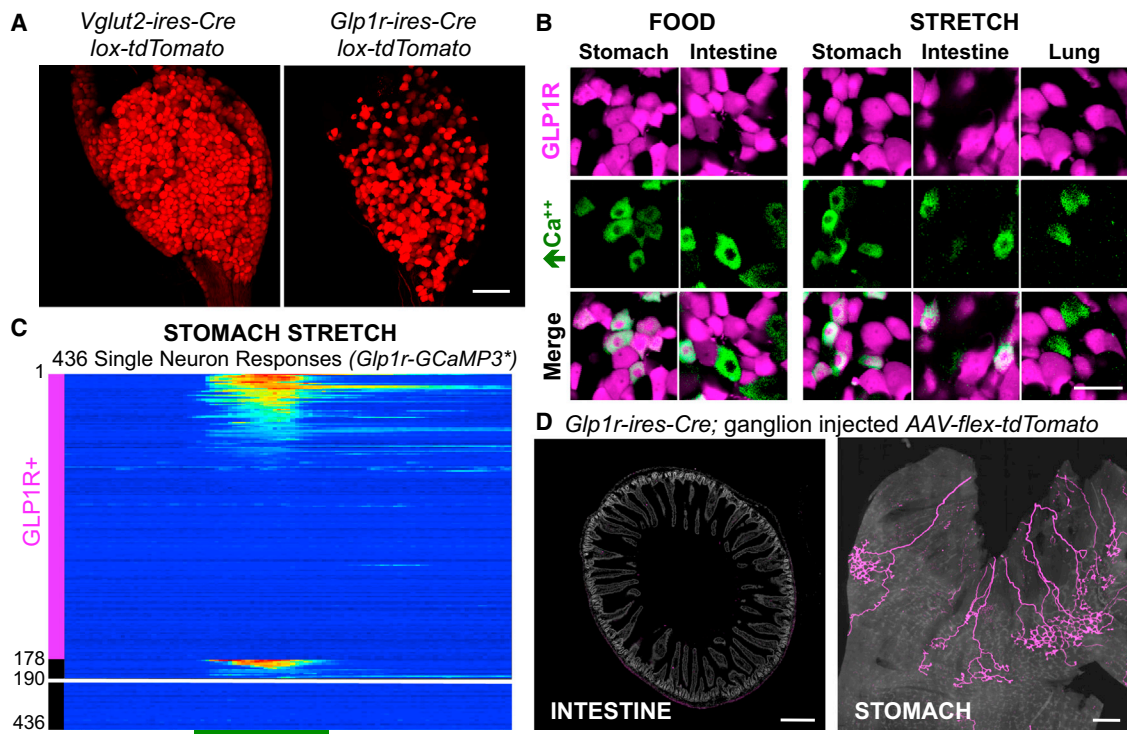 A
Vglut2-ires-Cre
lox-tdTomato
Glp1r-ires-Cre
lox-tdTomato
B
FOOD
STRETCH
Stomach
Intestine
Stomach
Intestine
Lung
GLP1R
↑Ca++
Merge
C
STOMACH STRETCH
436 Single Neuron Responses (Glp1r-GCaMP3*)
1
GLP1R+
178
190
436
D
Glp1r-ires-Cre; ganglion injected AAV-flex-tdTomato
INTESTINE
STOMACH